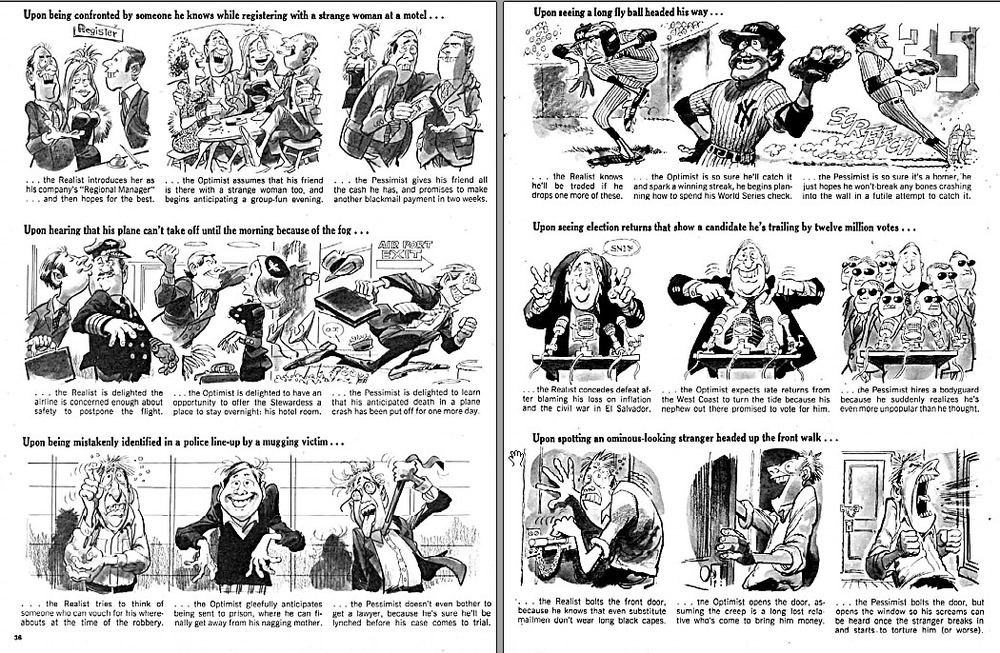 Upon being confronted by someone he knows while registering with a strange woman at a motel . . .
Register
. . . the Realist introduces her as
his company's "Regional Manager"
. . . and then hopes for the best.
. . . the Optimist assumes that his friend
is there with a strange woman too, and
begins anticipating a group-fun evening.
. . . the Pessimist gives his friend all
the cash he has, and promises to make
another blackmail payment in two weeks.
Upon hearing that his plane can't take off until the morning because of the fog . . .
AIR PORT
EXIT
. . . the Realist is delighted the
airline is concerned enough about
safety to postpone the flight.
. . . the Optimist is delighted to have an
opportunity to offer the Stewardess a
place to stay overnight: his hotel room.
. . . the Pessimist is delighted to learn
that his anticipated death in a plane
crash has been put off for one more day.
Upon being mistakenly identified in a police line-up by a mugging victim . . .
. . . the Realist tries to think of
someone who can vouch for his where-
abouts at the time of the robbery.
. . . the Optimist gleefully anticipates
being sent to prison, where he can fi-
nally get away from his nagging mother.
. . . the Pessimist doesn't even bother to
get a lawyer, because he's sure he'll be
lynched before his case comes to trial.
Upon seeing a long fly ball headed his way . . .
NY
35
SCREECH
. . . the Realist knows
he'll be traded if he
drops one more of these.
. . . the Optimist is so sure he'll catch it
and spark a winning streak, he begins plan-
ning how to spend his World Series check.
. . . the Pessimist is so sure it's a homer, he
just hopes he won't break any bones crashing
into the wall in a futile attempt to catch it.
Upon seeing election returns that show a candidate he's trailing by twelve million votes . . .
SNIF
. . . the Realist concedes defeat af-
ter blaming his loss on inflation
and the civil war in El Salvador.
. . . the Optimist expects late returns from
the West Coast to turn the tide because his
nephew out there promised to vote for him.
. . . the Pessimist hires a bodyguard
because he suddenly realizes he's
even more unpopular than he thought.
Upon spotting an ominous-looking stranger headed up the front walk . . .
. . . the Realist bolts the front door,
because he knows that even substitute
mailmen don't wear long black capes.
. . . the Optimist opens the door, as-
suming the creep is a long lost rela-
tive who's come to bring him money.
. . . the Pessimist bolts the door, but
opens the window so his screams can
be heard once the stranger breaks in
and starts to torture him (or worse).